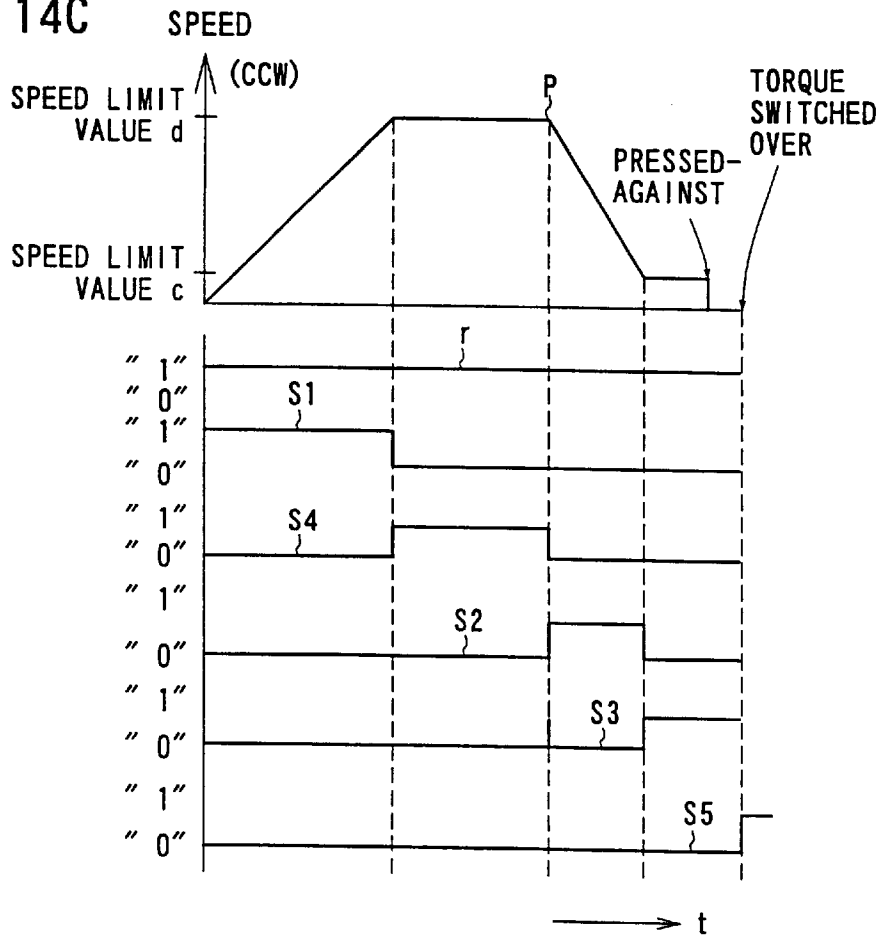 14C
SPEED
(CCW)
SPEED LIMIT
VALUE d
P
TORQUE
SWITCHED
OVER
PRESSED-
AGAINST
SPEED LIMIT
VALUE c
r
" 1"
" 0"
S1
" 1"
" 0"
" 1"
S4
" 0"
" 1"
S2
" 0"
" 1"
S3
" 0"
" 1"
S5
" 0"
t